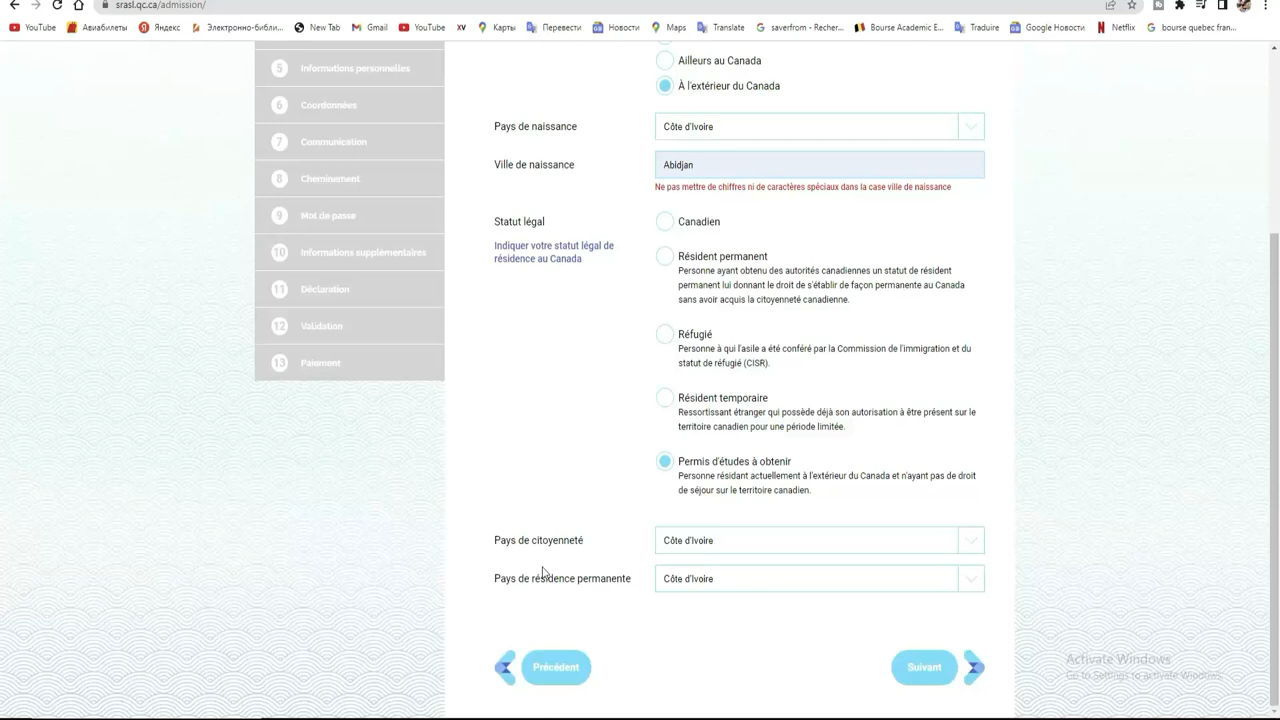 srasl.qc.ca/admission/
YouTube Авиабилеты Яндекс Электронно-библи... New Tab Gmail YouTube XV Карты Перевести Новости Maps Translate saverfrom - Recher... Bourse Academic E... Traduire Google Новости Netflix bourse quebec fran...
5 Informations personnelles
6 Coordonnées
7 Communication
8 Cheminement
9 Mot de passe
10 Informations supplémentaires
11 Déclaration
12 Validation
13 Paiement
Ailleurs au Canada
À l'extérieur du Canada
Pays de naissance
Côte d'Ivoire
Ville de naissance
Abidjan
Ne pas mettre de chiffres ni de caractères spéciaux dans la case ville de naissance
Statut légal
Indiquer votre statut légal de
résidence au Canada
Canadien
Résident permanent
Personne ayant obtenu des autorités canadiennes un statut de résident
permanent lui donnant le droit de s'établir de façon permanente au Canada
sans avoir acquis la citoyenneté canadienne.
Réfugié
Personne à qui l'asile a été conféré par la Commission de l'immigration et du
statut de réfugié (CISR).
Résident temporaire
Ressortissant étranger qui possède déjà son autorisation à être présent sur le
territoire canadien pour une période limitée.
Permis d'études à obtenir
Personne résidant actuellement à l'extérieur du Canada et n'ayant pas de droit
de séjour sur le territoire canadien.
Pays de citoyenneté
Côte d'Ivoire
Pays de résidence permanente
Côte d'Ivoire
Précédent
Suivant
Activate Windows
Go to Settings to activate Windows.